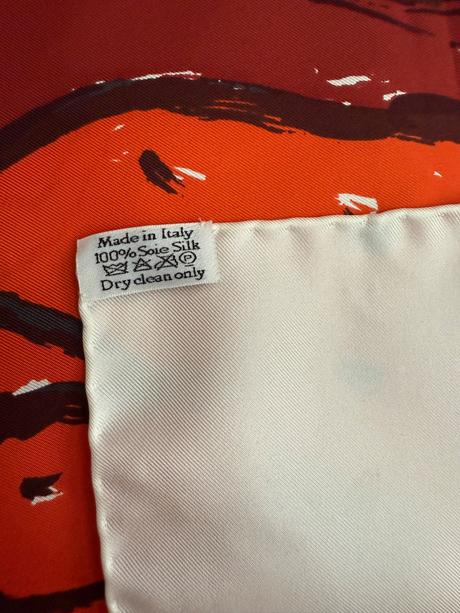 Made in Italy
100% Soie Silk
P
Dry clean only